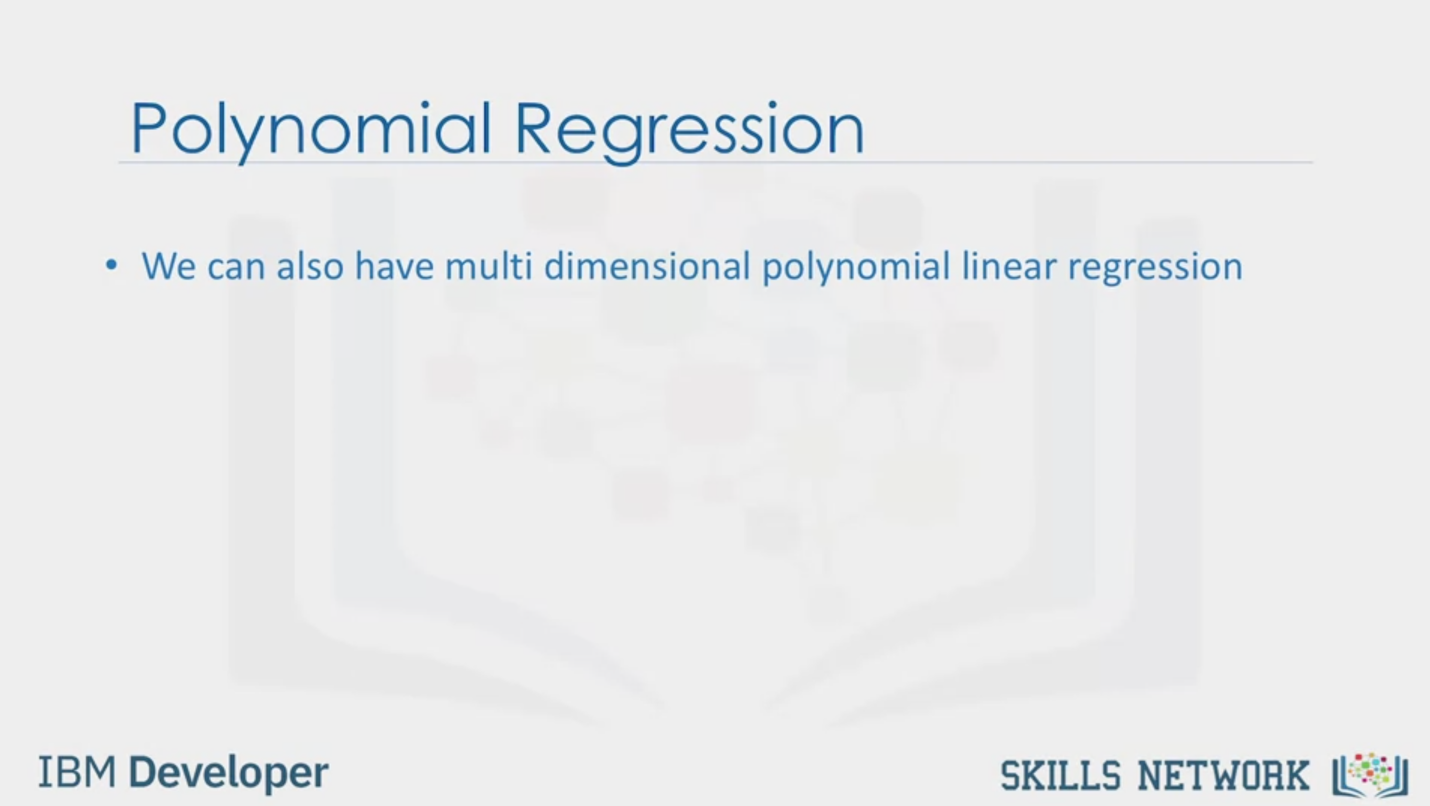 Polynomial Regression
• We can also have multi dimensional polynomial linear regression
IBM Developer
SKILLS NETWORK